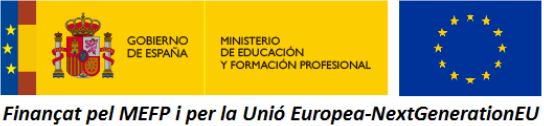 GOBIERNO
DE ESPAÑA
MINISTERIO
DE EDUCACIÓN
Y FORMACIÓN PROFESIONAL
Finançat pel MEFP i per la Unió Europea-NextGenerationEU